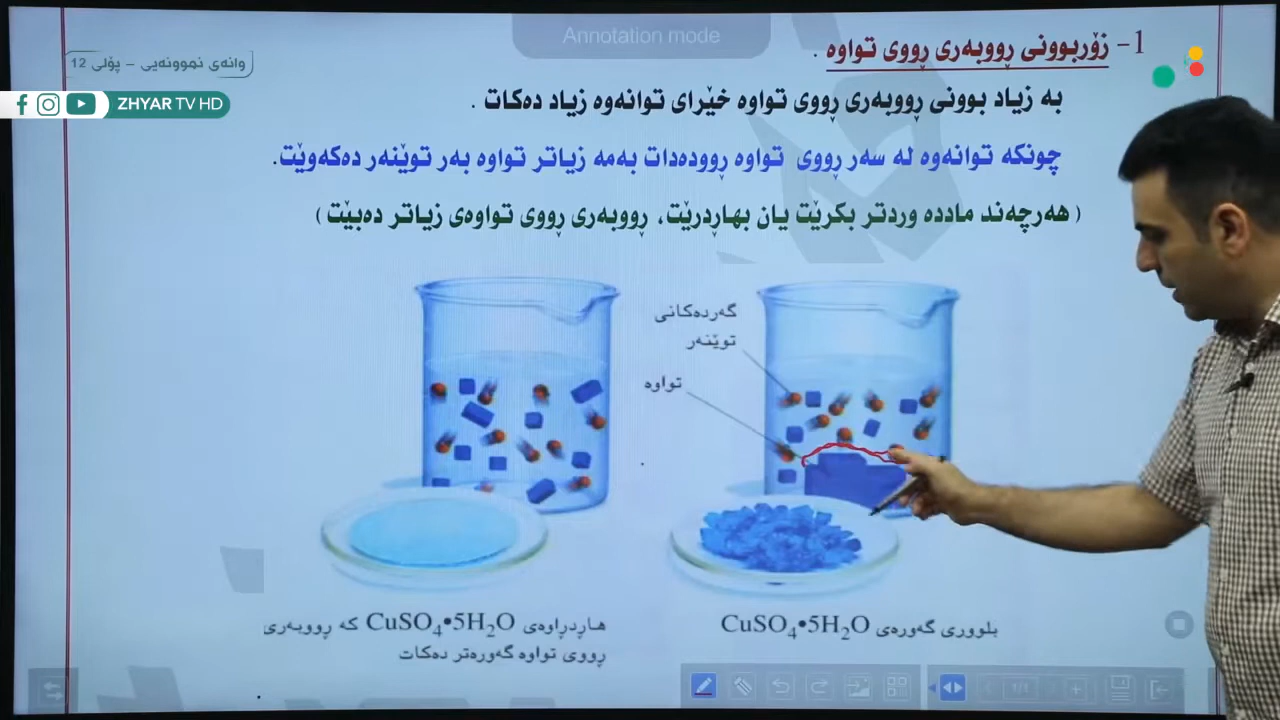 Annotation mode
وانەی نموونەیی - پۆلی 12
ZHYAR TV HD
1- زۆربوونی ڕووبەری ڕووی تواوە .
بە زیاد بوونی ڕووبەری ڕووی تواوە خێرای توانەوە زیاد دەکات .
چونکە توانەوە لە سەر ڕووی تواوە ڕوودەدات بەمە زیاتر تواوە بەر توێنەر دەکەوێت.
( هەرچەند ماددە وردتر بکرێت یان بهاڕدرێت، ڕووبەری ڕووی تواوەی زیاتر دەبێت )
گەردەکانی
توێنەر
تواوە
بلووری گەورەی CuSO₄•5H₂O
هاڕدراوەی CuSO₄•5H₂O کە ڕووبەری
ڕووی تواوە گەورەتر دەکات
1/1